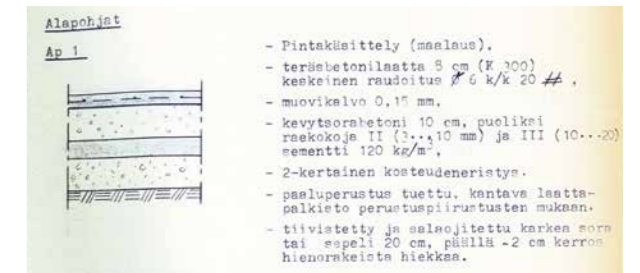 Alapohjat
Ap 1
- Pintakäsittely (maalaus),
- teräsbetonilaatta 8 cm (K 300)
keskeinen raudoitus ø 6 k/k 20 #,
- muovikalvo 0,15 mm,
- kevytsorabetoni 10 cm, puoliksi
raekokoja II (3...10 mm) ja III (10...20)
sementti 120 kg/m³,
- 2-kertainen kosteudeneristys.
- paaluperustus tuettu, kantava laatta-
palkisto perustuspiirustusten mukaan.
- tiivistetty ja salaojitettu karkea sora
tai sepeli 20 cm, päällä -2 cm kerros
hienorakeista hiekkaa.